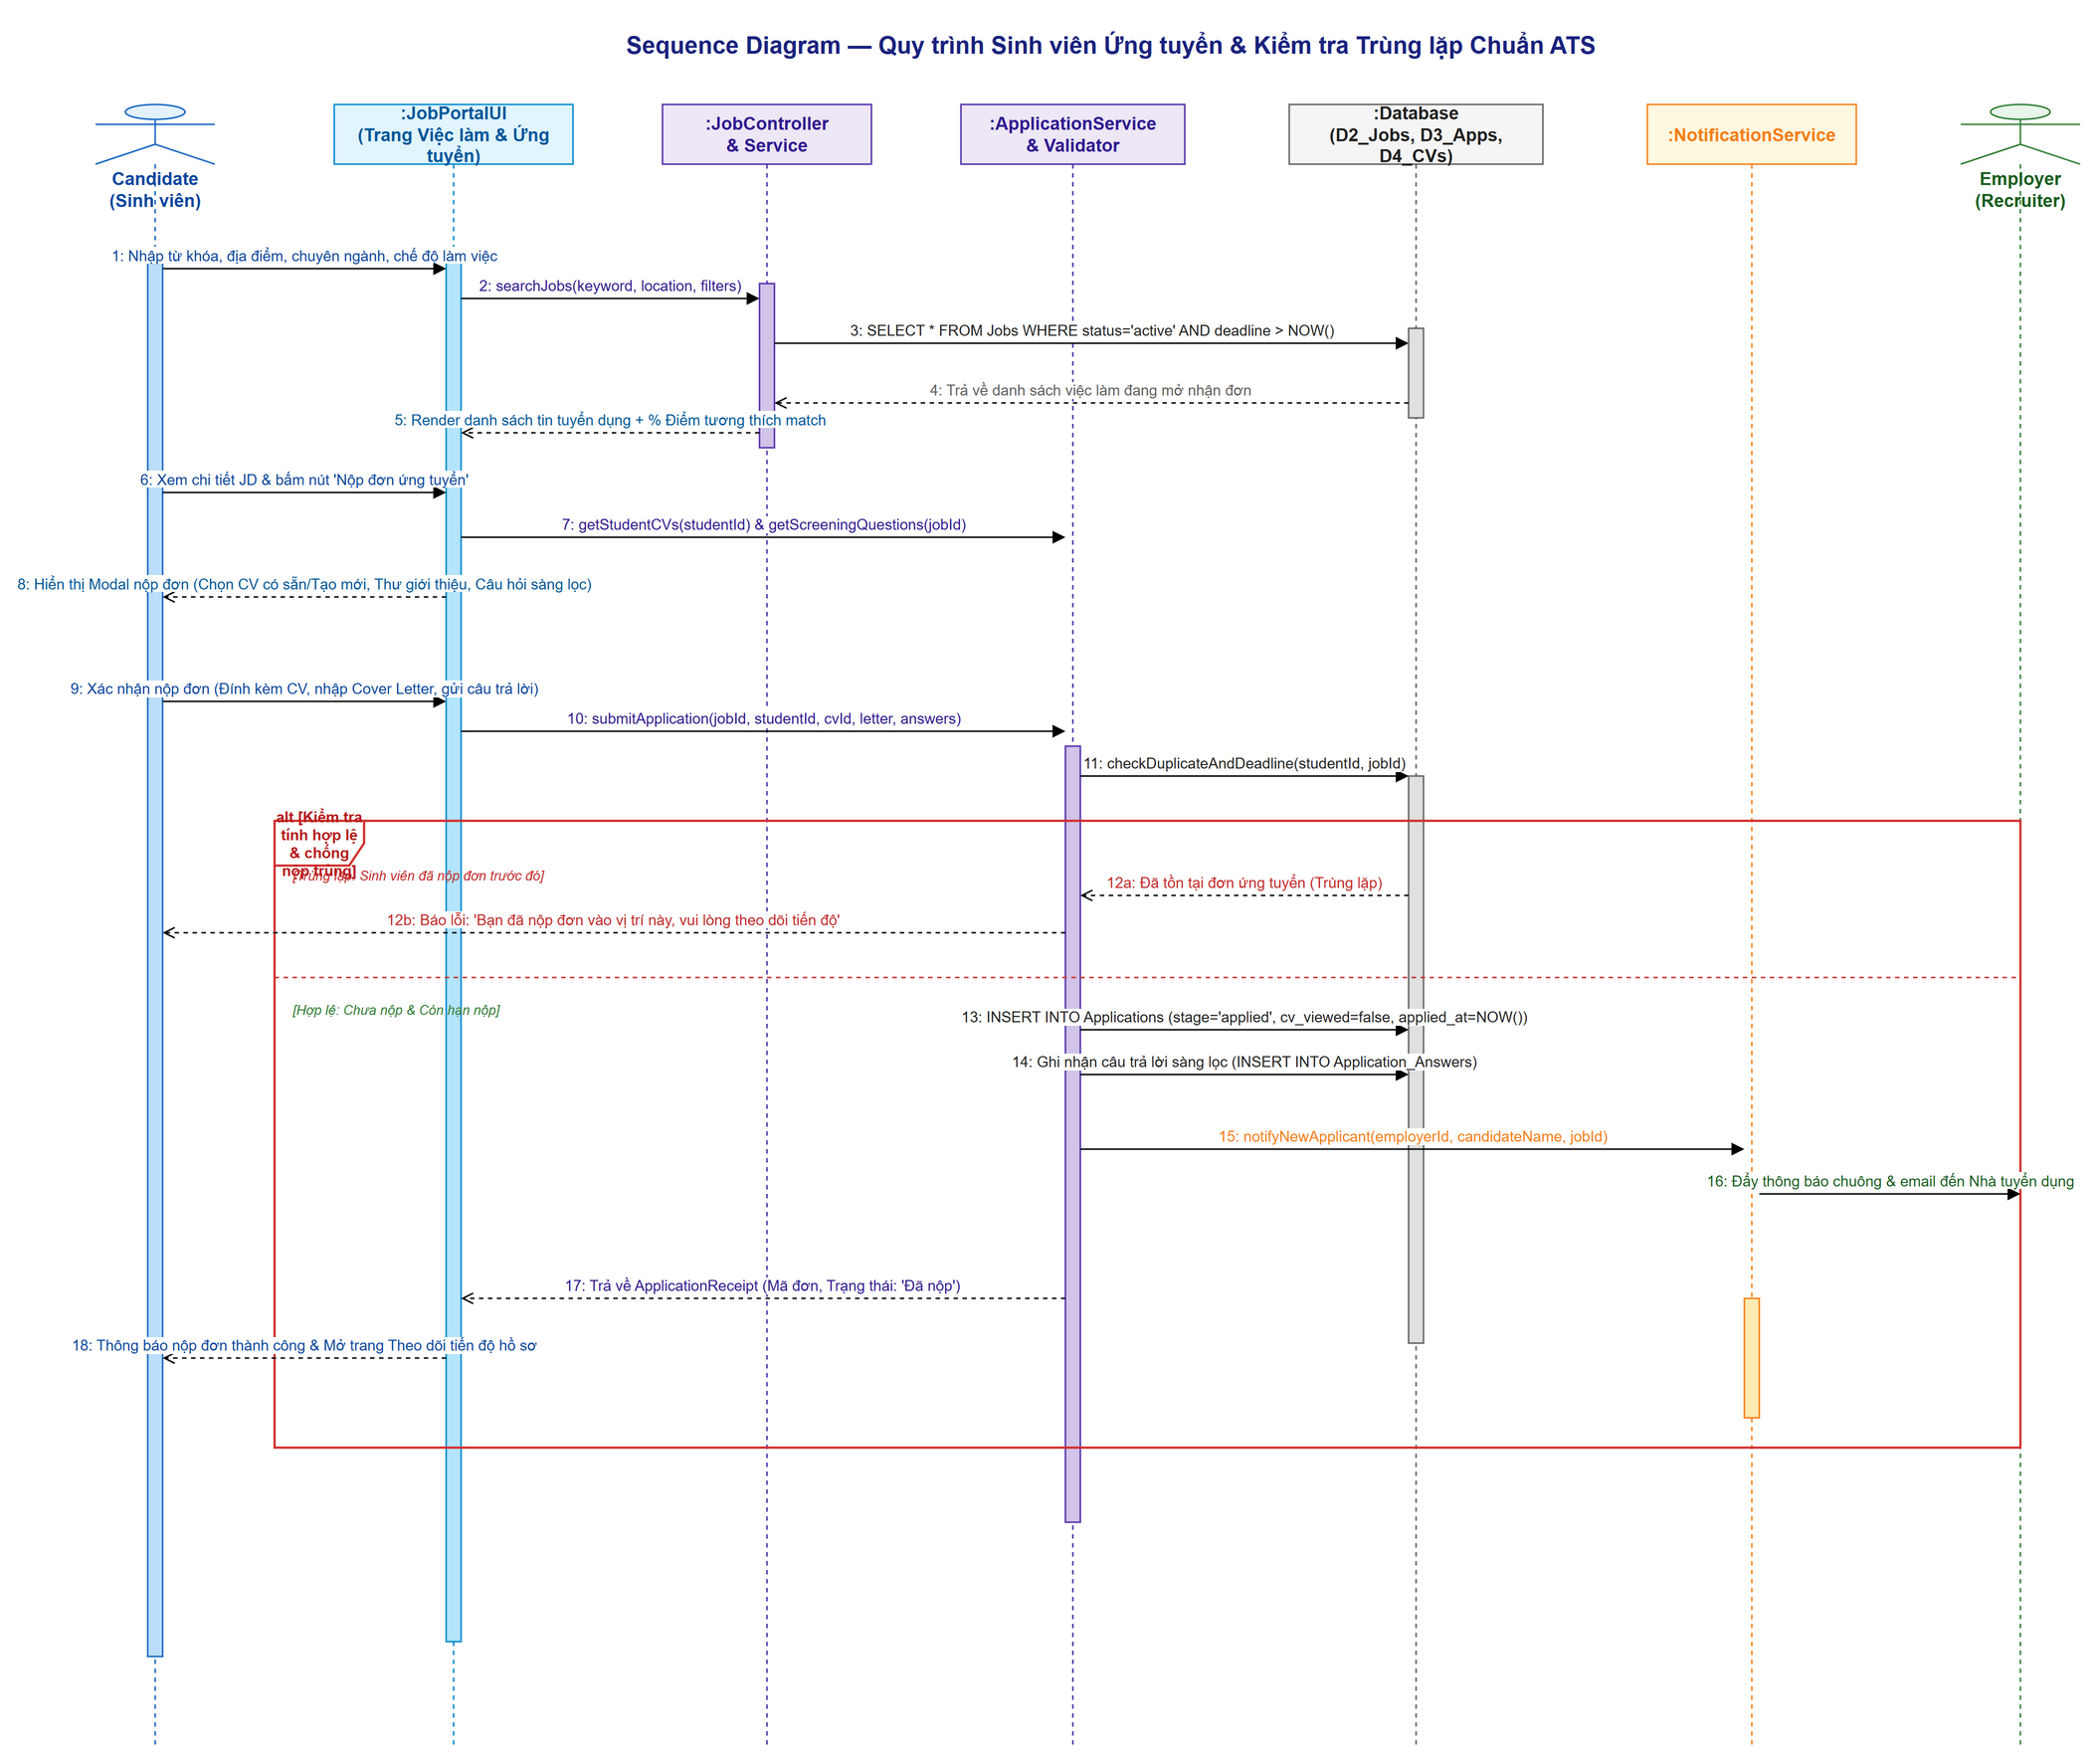 Sequence Diagram — Quy trình Sinh viên Ứng tuyển & Kiểm tra Trùng lặp Chuẩn ATS
Candidate
(Sinh viên)
:JobPortalUI
(Trang Việc làm & Ứng
tuyển)
:JobController
& Service
:ApplicationService
& Validator
:Database
(D2_Jobs, D3_Apps,
D4_CVs)
:NotificationService
Employer
(Recruiter)
1: Nhập từ khóa, địa điểm, chuyên ngành, chế độ làm việc
2: searchJobs(keyword, location, filters)
3: SELECT * FROM Jobs WHERE status='active' AND deadline > NOW()
4: Trả về danh sách việc làm đang mở nhận đơn
5: Render danh sách tin tuyển dụng + % Điểm tương thích match
6: Xem chi tiết JD & bấm nút 'Nộp đơn ứng tuyển'
7: getStudentCVs(studentId) & getScreeningQuestions(jobId)
8: Hiển thị Modal nộp đơn (Chọn CV có sẵn/Tạo mới, Thư giới thiệu, Câu hỏi sàng lọc)
9: Xác nhận nộp đơn (Đính kèm CV, nhập Cover Letter, gửi câu trả lời)
10: submitApplication(jobId, studentId, cvId, letter, answers)
11: checkDuplicateAndDeadline(studentId, jobId)
alt [Kiểm tra
tính hợp lệ
& chống
nộp trùng]
[Trùng lặp: Sinh viên đã nộp đơn trước đó]
12a: Đã tồn tại đơn ứng tuyển (Trùng lặp)
12b: Báo lỗi: 'Bạn đã nộp đơn vào vị trí này, vui lòng theo dõi tiến độ'
[Hợp lệ: Chưa nộp & Còn hạn nộp]
13: INSERT INTO Applications (stage='applied', cv_viewed=false, applied_at=NOW())
14: Ghi nhận câu trả lời sàng lọc (INSERT INTO Application_Answers)
15: notifyNewApplicant(employerId, candidateName, jobId)
16: Đẩy thông báo chuông & email đến Nhà tuyển dụng
17: Trả về ApplicationReceipt (Mã đơn, Trạng thái: 'Đã nộp')
18: Thông báo nộp đơn thành công & Mở trang Theo dõi tiến độ hồ sơ